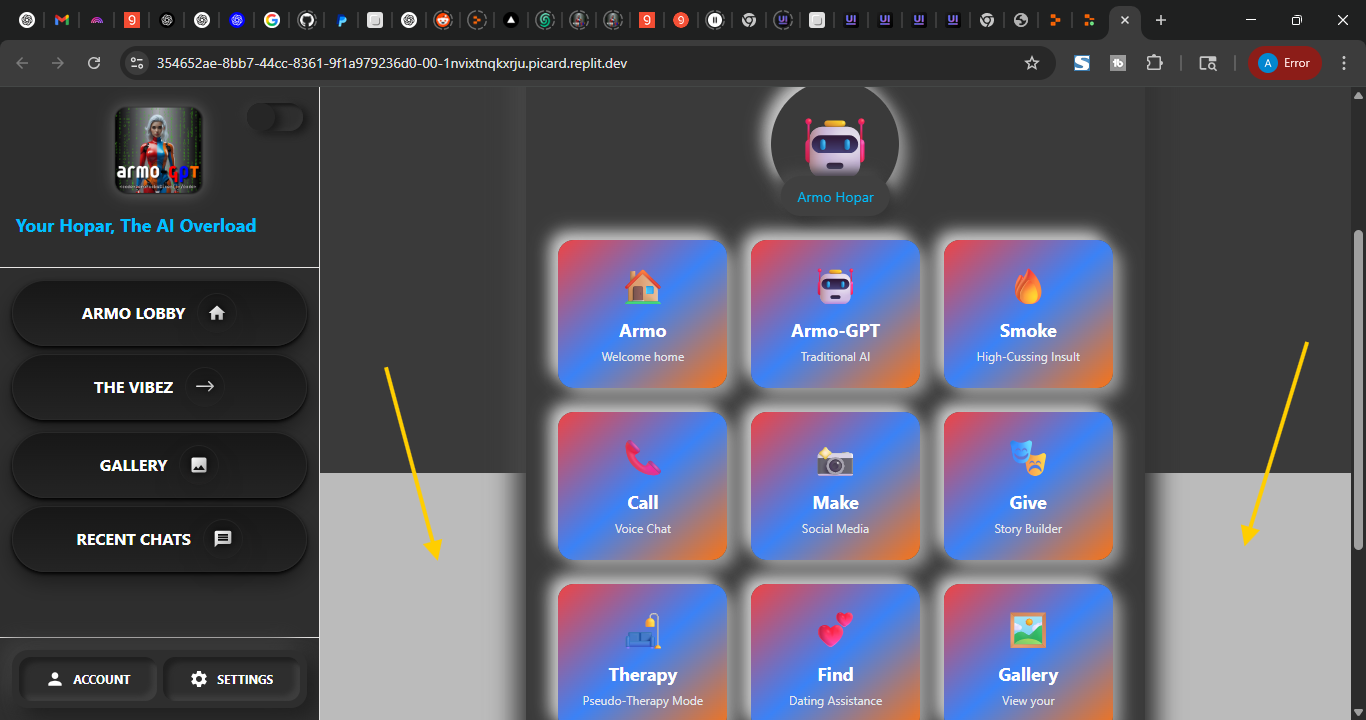 354652ae-8bb7-44cc-8361-9f1a979236d0-00-1nvixtnqkxrju.picard.replit.dev
A Error
armo GPT
Your Hopar, The AI Overload
ARMO LOBBY
THE VIBEZ
GALLERY
RECENT CHATS
ACCOUNT
SETTINGS
Armo Hopar
Armo
Welcome home
Armo-GPT
Traditional AI
Smoke
High-Cussing Insult
Call
Voice Chat
Make
Social Media
Give
Story Builder
Therapy
Pseudo-Therapy Mode
Find
Dating Assistance
Gallery
View your